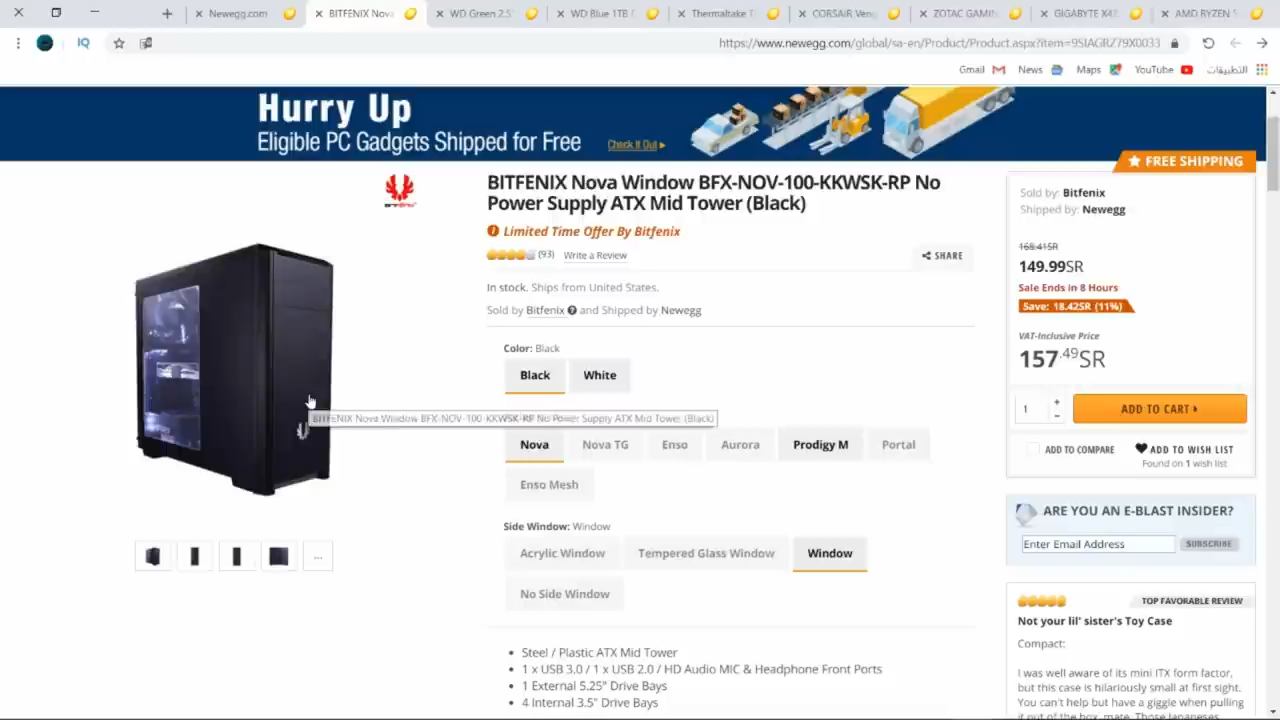 Newegg.com
BITFENIX Nova
WD Green 2.5"
WD Blue 1TB
Thermaltake
CORSAIR Veng
ZOTAC GAMIN
GIGABYTE X47
AMD RYZEN 5
https://www.newegg.com/global/sa-en/Product/Product.aspx?item=9SIAGRZ79X0033
Gmail
News
Maps
YouTube
التطبيقات
Hurry Up
Eligible PC Gadgets Shipped for Free
Check It Out
FREE SHIPPING
BITFENIX Nova Window BFX-NOV-100-KKWSK-RP No
Power Supply ATX Mid Tower (Black)
Limited Time Offer By Bitfenix
(93) Write a Review
SHARE
In stock. Ships from United States.
Sold by Bitfenix and Shipped by Newegg
Color: Black
Black
White
BITFENIX Nova Window BFX-NOV-100-KKWSK-RP No Power Supply ATX Mid Tower (Black)
Nova
Nova TG
Enso
Aurora
Prodigy M
Portal
Enso Mesh
Side Window: Window
Acrylic Window
Tempered Glass Window
Window
No Side Window
Steel / Plastic ATX Mid Tower
1 x USB 3.0 / 1 x USB 2.0 / HD Audio MIC & Headphone Front Ports
1 External 5.25" Drive Bays
4 Internal 3.5" Drive Bays
Sold by: Bitfenix
Shipped by: Newegg
168.41SR
149.99SR
Sale Ends in 8 Hours
Save: 18.42SR (11%)
VAT-Inclusive Price
157.49SR
1
ADD TO CART
ADD TO COMPARE
ADD TO WISH LIST
Found on 1 wish list
ARE YOU AN E-BLAST INSIDER?
Enter Email Address
SUBSCRIBE
TOP FAVORABLE REVIEW
Not your lil' sister's Toy Case
Compact:
I was well aware of its mini ITX form factor,
but this case is hilariously small at first sight.
You can't help but have a giggle when pulling
it out of the box, mate. Those Japaneses